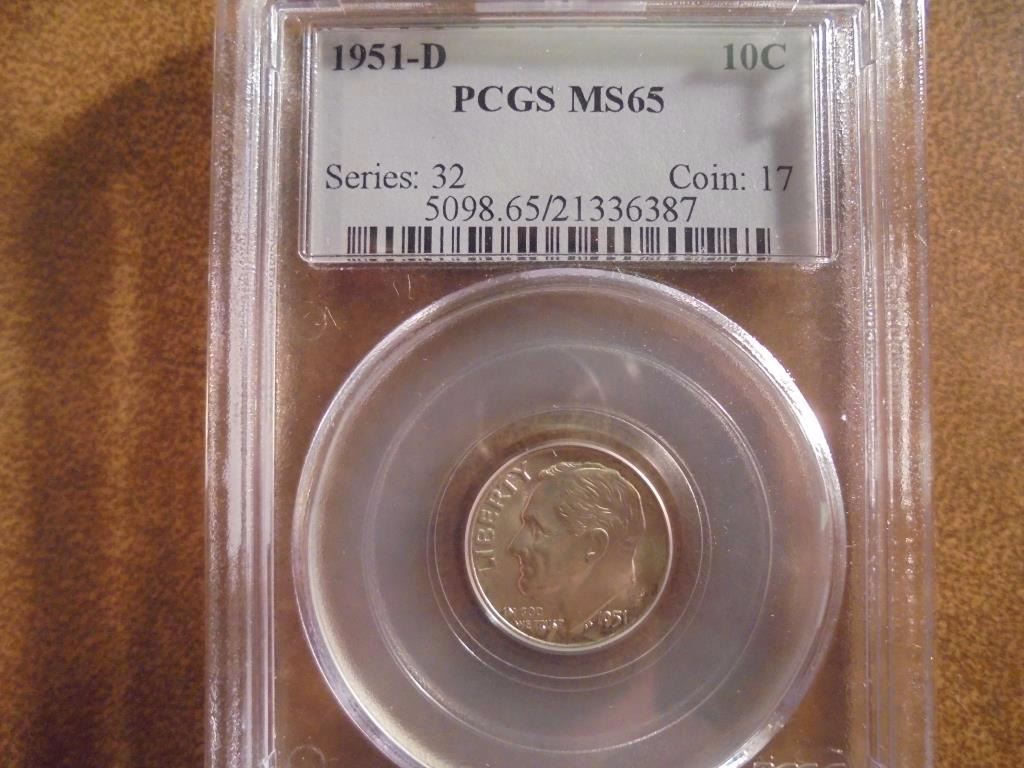 1951-D 10C
PCGS MS65
Series: 32 Coin: 17
5098.65/21336387
LIBERTY
IN GOD
WE TRUST
1951